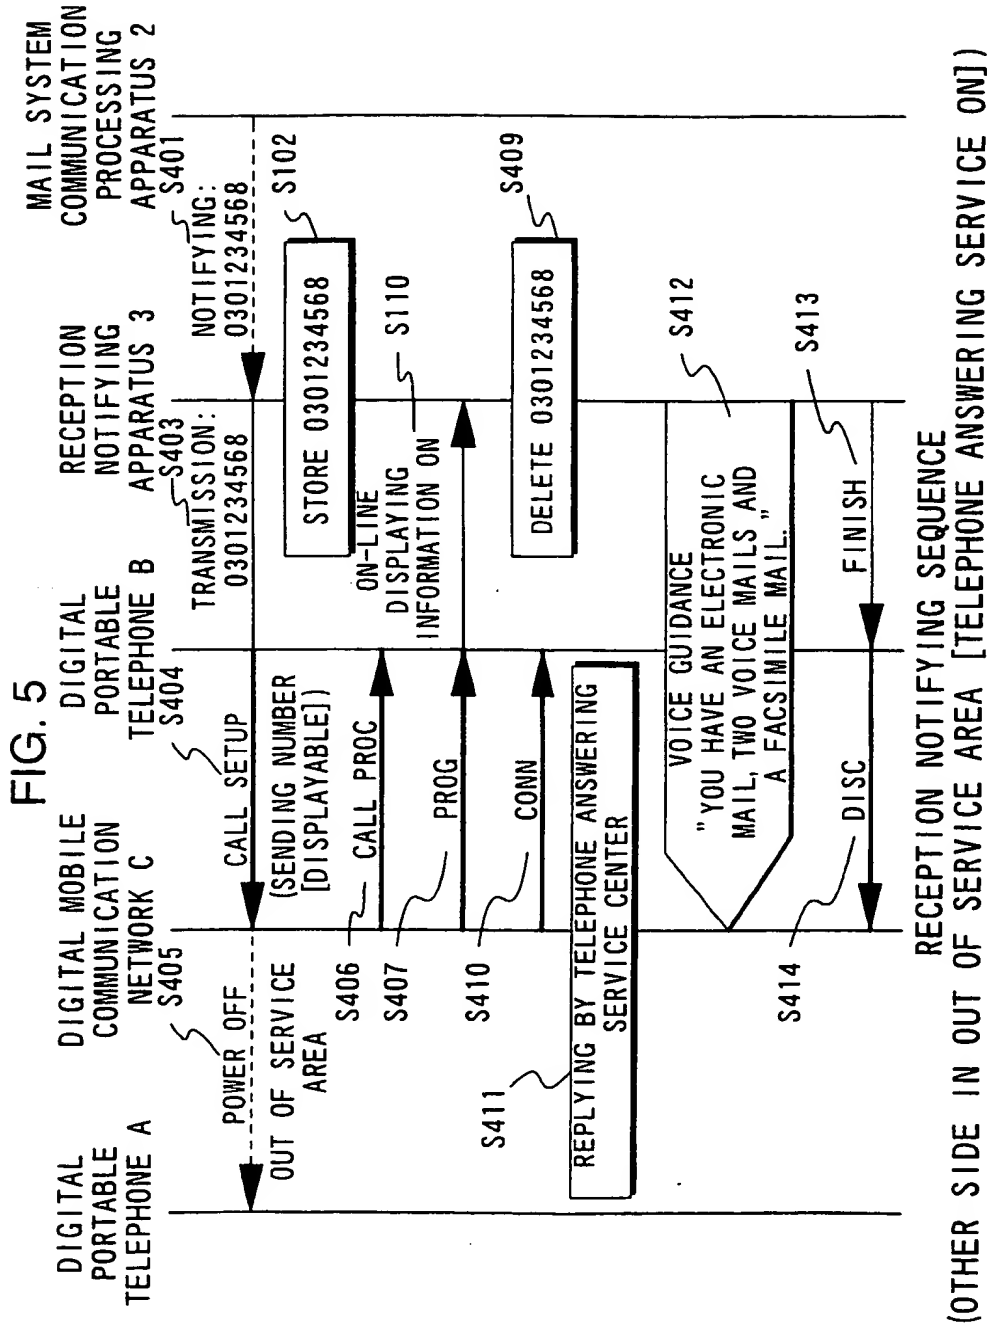 FIG. 5
DIGITAL
PORTABLE
TELEPHONE A
DIGITAL MOBILE
COMMUNICATION
NETWORK C
DIGITAL
PORTABLE
TELEPHONE B
RECEPTION
NOTIFYING
APPARATUS 3
MAIL SYSTEM
COMMUNICATION
PROCESSING
APPARATUS 2
S405
S404
S403
S401
POWER OFF
CALL SETUP
TRANSMISSION:
0301234568
NOTIFYING:
0301234568
OUT OF SERVICE
AREA
(SENDING NUMBER
[DISPLAYABLE])
STORE 0301234568
S102
S406
CALL PROC
ON-LINE
DISPLAYING
INFORMATION ON
S110
S407
PROG
S410
CONN
DELETE 0301234568
S409
S411
REPLYING BY TELEPHONE ANSWERING
SERVICE CENTER
VOICE GUIDANCE
"YOU HAVE AN ELECTRONIC
MAIL, TWO VOICE MAILS AND
A FACSIMILE MAIL."
S412
S414
DISC
FINISH
S413
RECEPTION NOTIFYING SEQUENCE
(OTHER SIDE IN OUT OF SERVICE AREA [TELEPHONE ANSWERING SERVICE ON])